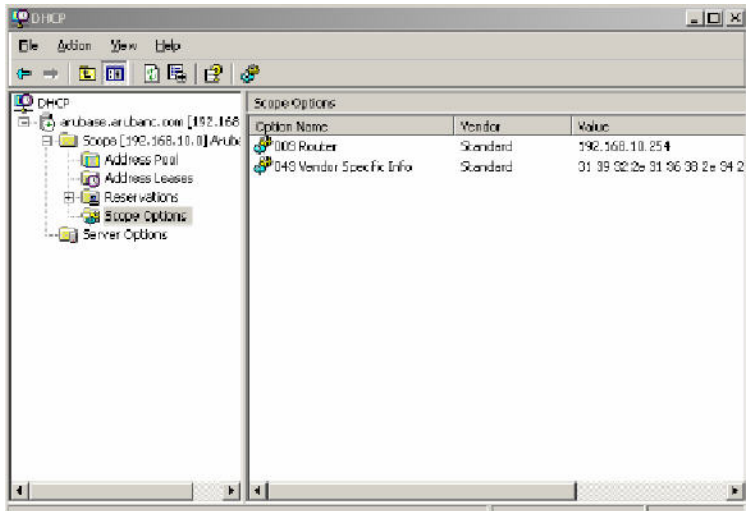 DHCP
File Action View Help
DHCP
arubase.arubanc.com [192.168
Scope [192.168.10.0] Aruba
Address Pool
Address Leases
Reservations
Scope Options
Server Options
Scope Options
Option Name Vendor Value
003 Router Standard 192.168.10.254
043 Vendor Specific Info Standard 31 39 32 2e 31 36 38 2e 34 2